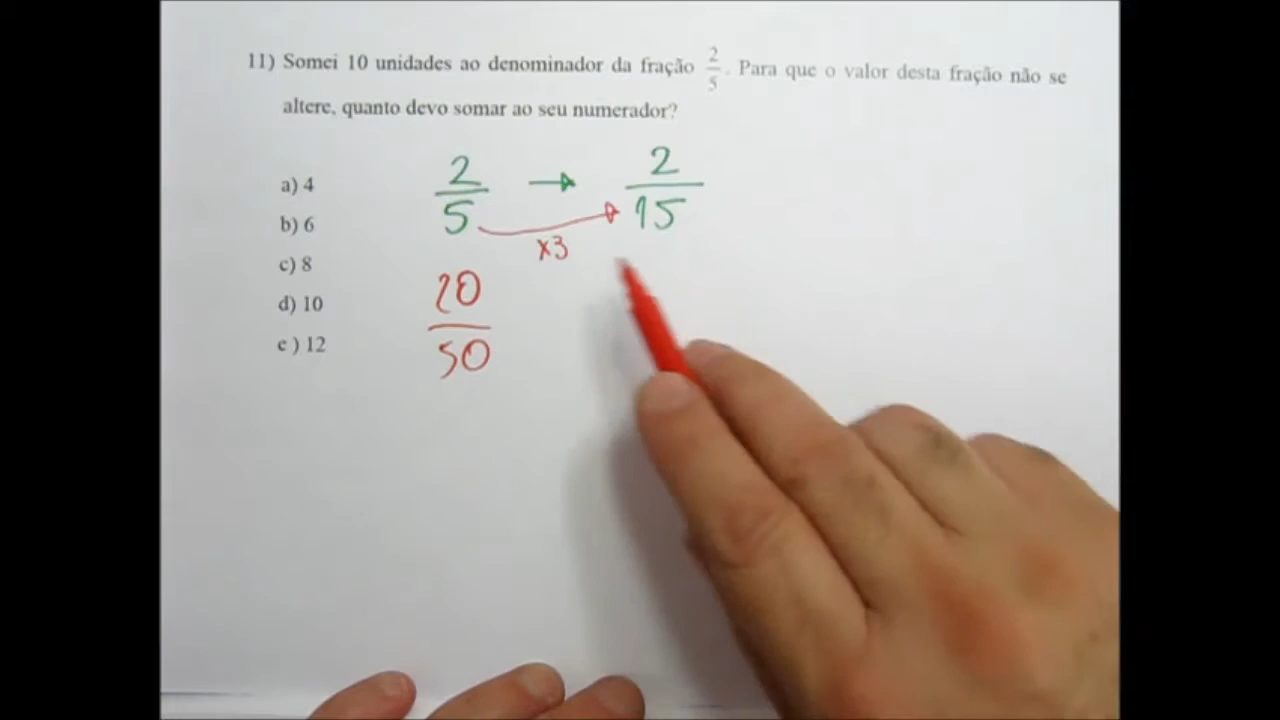 11) Somei 10 unidades ao denominador da fração 2/5. Para que o valor desta fração não se
altere, quanto devo somar ao seu numerador?
a) 4
b) 6
c) 8
d) 10
e ) 12
2/5 → 2/15
x3
20/50